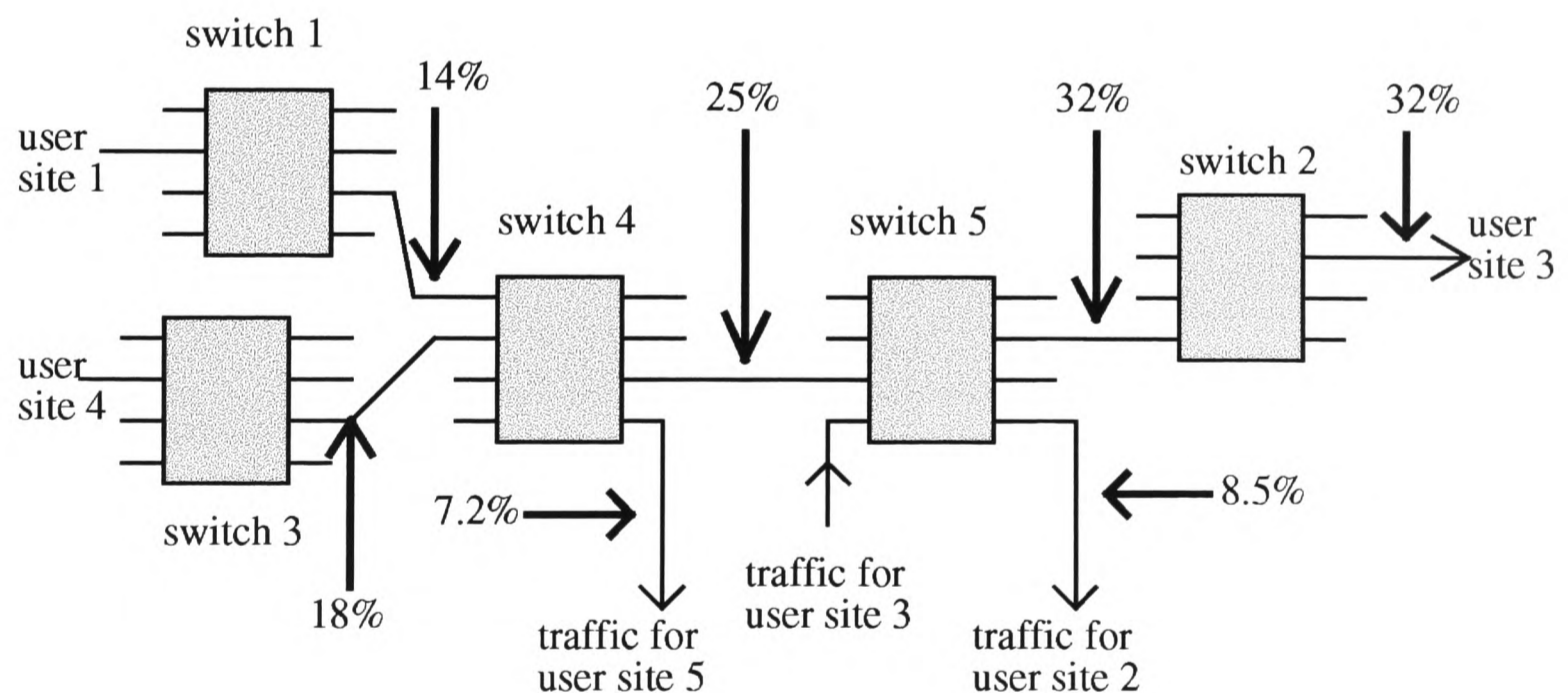 switch 1
14%
25%
32%
32%
user
site 1
switch 2
switch 4
switch 5
user
site 3
user
site 4
switch 3
7.2%
8.5%
18%
traffic for
user site 5
traffic for
user site 3
traffic for
user site 2